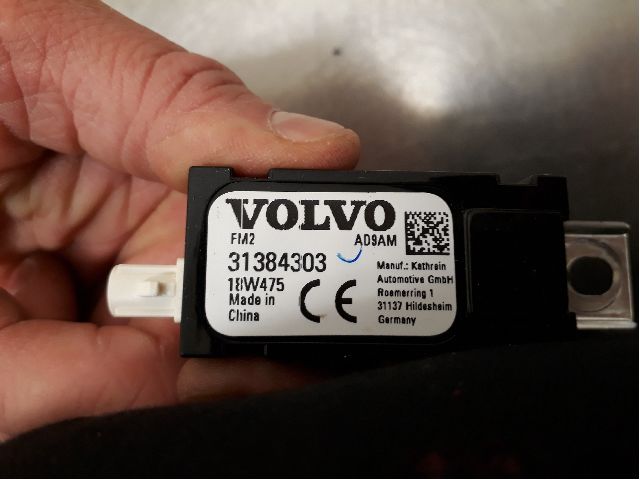 VOLVO
FM2 AD9AM
31384303
18W475
Made in
China
CE
Manuf.: Kathrein
Automotive GmbH
Roemerring 1
31137 Hildesheim
Germany